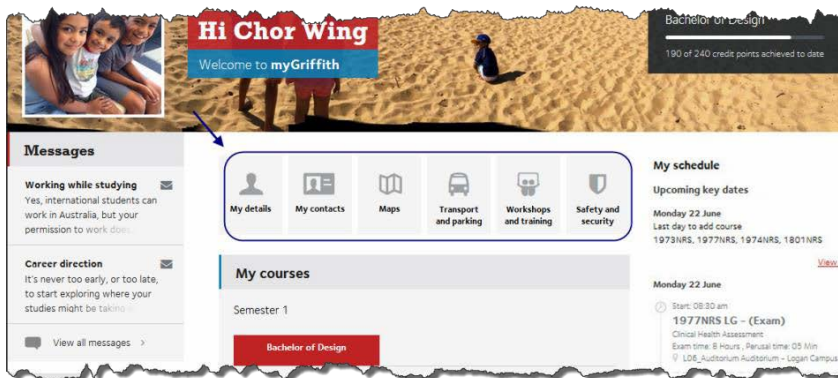 Hi Chor Wing
Welcome to myGriffith
Bachelor of Design
190 of 240 credit points achieved to date
Messages
Working while studying
Yes, international students can
work in Australia, but your
permission to work does
Career direction
It's never too early, or too late,
to start exploring where your
studies might be taking
View all messages >
My details
My contacts
Maps
Transport
and parking
Workshops
and training
Safety and
security
My courses
Semester 1
Bachelor of Design
My schedule
Upcoming key dates
Monday 22 June
Last day to add course
1973NRS, 1977NRS, 1974NRS, 1801NRS
View
Monday 22 June
Start: 08:30 am
1977NRS LG - (Exam)
Clinical Health Assessment
Exam time: 8 Hours , Perusal time: 05 Min
L08_Auditorium Auditorium - Logan Campus